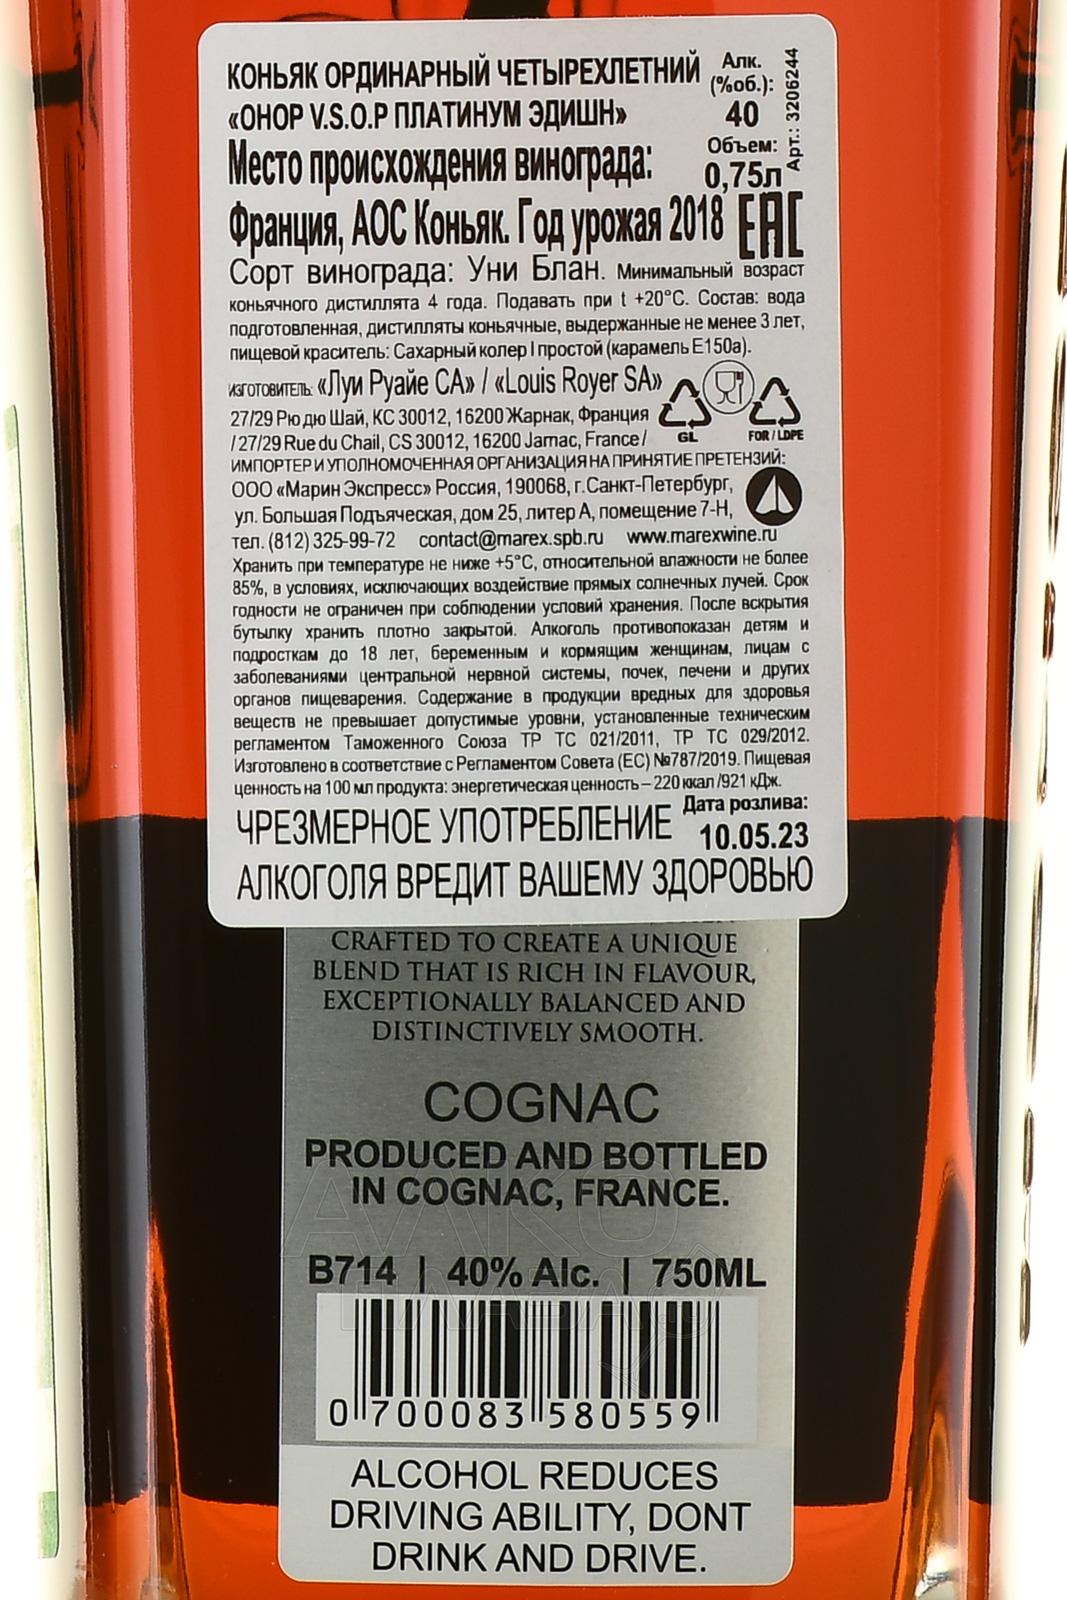 КОНЬЯК ОРДИНАРНЫЙ ЧЕТЫРЕХЛЕТНИЙ
«ОНОР V.S.O.P ПЛАТИНУМ ЭДИШН»
Алк.
(%об.):
40
Объем:
0,75л
Арт.: 3206244
Место происхождения винограда:
Франция, АОС Коньяк. Год урожая 2018
EAC
Сорт винограда: Уни Блан. Минимальный возраст
коньячного дистиллята 4 года. Подавать при t +20°C. Состав: вода
подготовленная, дистилляты коньячные, выдержанные не менее 3 лет,
пищевой краситель: Сахарный колер I простой (карамель Е150а).
ИЗГОТОВИТЕЛЬ: «Луи Руайе СА» / «Louis Royer SA»
27/29 Рю дю Шай, КС 30012, 16200 Жарнак, Франция
/ 27/29 Rue du Chail, CS 30012, 16200 Jarnac, France /
GL
FOR / LDPE
ИМПОРТЕР И УПОЛНОМОЧЕННАЯ ОРГАНИЗАЦИЯ НА ПРИНЯТИЕ ПРЕТЕНЗИЙ:
ООО «Марин Экспресс» Россия, 190068, г.Санкт-Петербург,
ул. Большая Подъяческая, дом 25, литер А, помещение 7-Н,
тел. (812) 325-99-72 contact@marex.spb.ru www.marexwine.ru
Хранить при температуре не ниже +5°С, относительной влажности не более
85%, в условиях, исключающих воздействие прямых солнечных лучей. Срок
годности не ограничен при соблюдении условий хранения. После вскрытия
бутылку хранить плотно закрытой. Алкоголь противопоказан детям и
подросткам до 18 лет, беременным и кормящим женщинам, лицам с
заболеваниями центральной нервной системы, почек, печени и других
органов пищеварения. Содержание в продукции вредных для здоровья
веществ не превышает допустимые уровни, установленные техническим
регламентом Таможенного Союза ТР ТС 021/2011, ТР ТС 029/2012.
Изготовлено в соответствие с Регламентом Совета (ЕС) №787/2019. Пищевая
ценность на 100 мл продукта: энергетическая ценность – 220 ккал /921 кДж.
Дата розлива:
10.05.23
ЧРЕЗМЕРНОЕ УПОТРЕБЛЕНИЕ
АЛКОГОЛЯ ВРЕДИТ ВАШЕМУ ЗДОРОВЬЮ
CRAFTED TO CREATE A UNIQUE
BLEND THAT IS RICH IN FLAVOUR,
EXCEPTIONALLY BALANCED AND
DISTINCTIVELY SMOOTH.
COGNAC
PRODUCED AND BOTTLED
IN COGNAC, FRANCE.
B714 | 40% Alc. | 750ML
0 700083 580559
ALCOHOL REDUCES
DRIVING ABILITY, DONT
DRINK AND DRIVE.